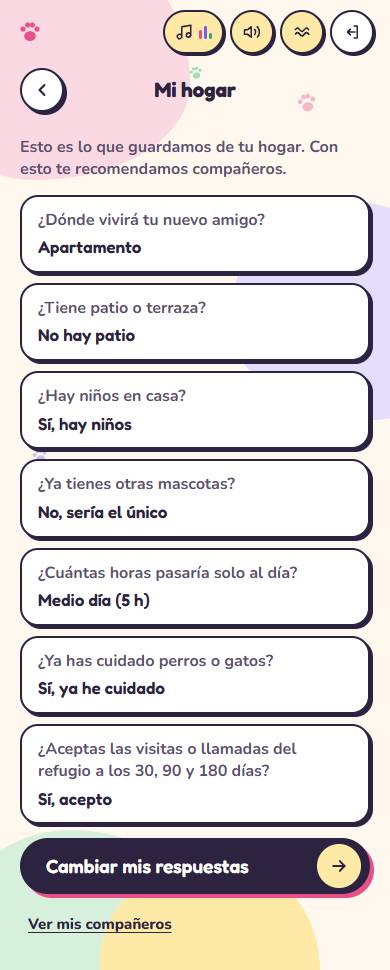 Mi hogar
Esto es lo que guardamos de tu hogar. Con
esto te recomendamos compañeros.
¿Dónde vivirá tu nuevo amigo?
Apartamento
¿Tiene patio o terraza?
No hay patio
¿Hay niños en casa?
Sí, hay niños
¿Ya tienes otras mascotas?
No, sería el único
¿Cuántas horas pasaría solo al día?
Medio día (5 h)
¿Ya has cuidado perros o gatos?
Sí, ya he cuidado
¿Aceptas las visitas o llamadas del
refugio a los 30, 90 y 180 días?
Sí, acepto
Cambiar mis respuestas
Ver mis compañeros